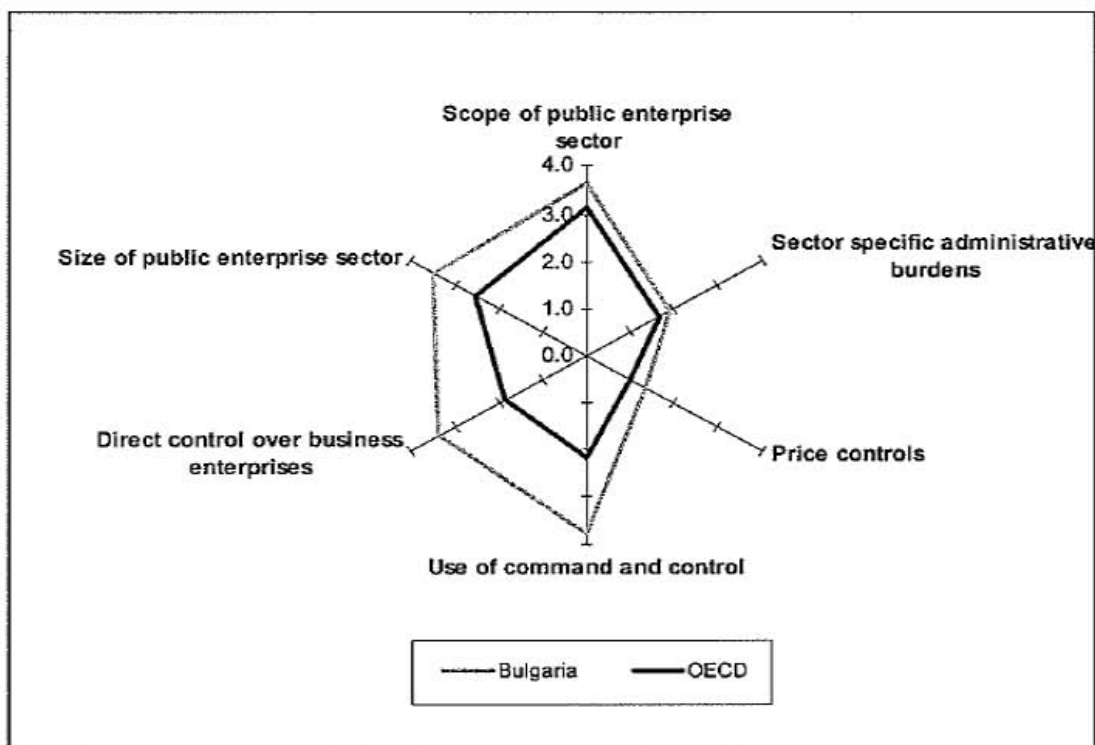 Scope of public enterprise
sector
4.0
3.0
Size of public enterprise sector
2.0
Sector specific administrative
burdens
1.0
0.0
Direct control over business
enterprises
Price controls
Use of command and control
Bulgaria
OECD